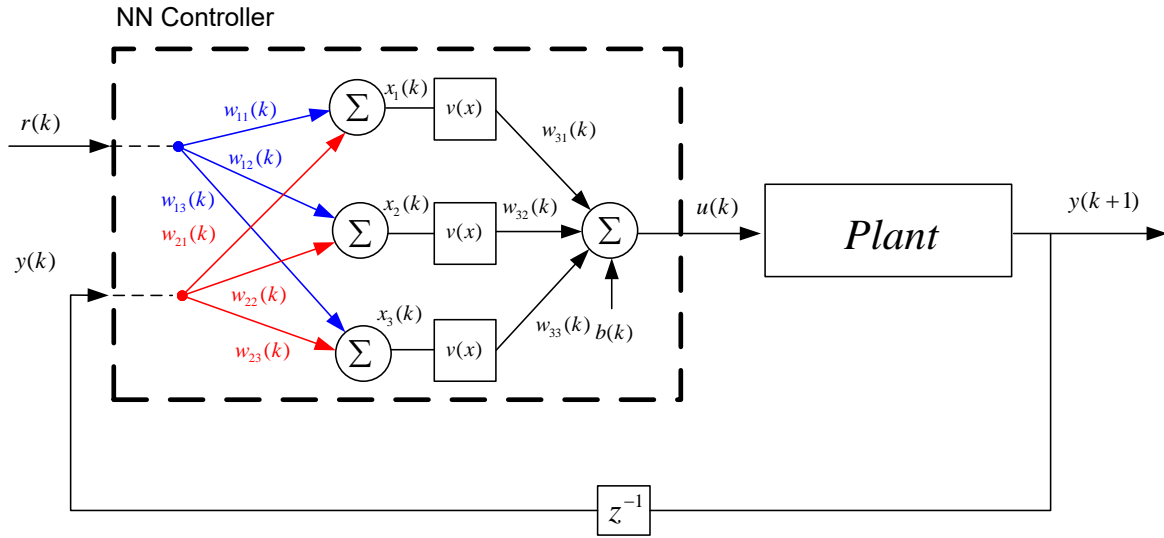 NN Controller
r(k)
y(k)
w₁₁(k)
w₁₂(k)
w₁₃(k)
w₂₁(k)
w₂₂(k)
w₂₃(k)
Σ
x₁(k)
v(x)
Σ
x₂(k)
v(x)
Σ
x₃(k)
v(x)
w₃₁(k)
w₃₂(k)
w₃₃(k)
Σ
b(k)
u(k)
Plant
y(k+1)
z⁻¹